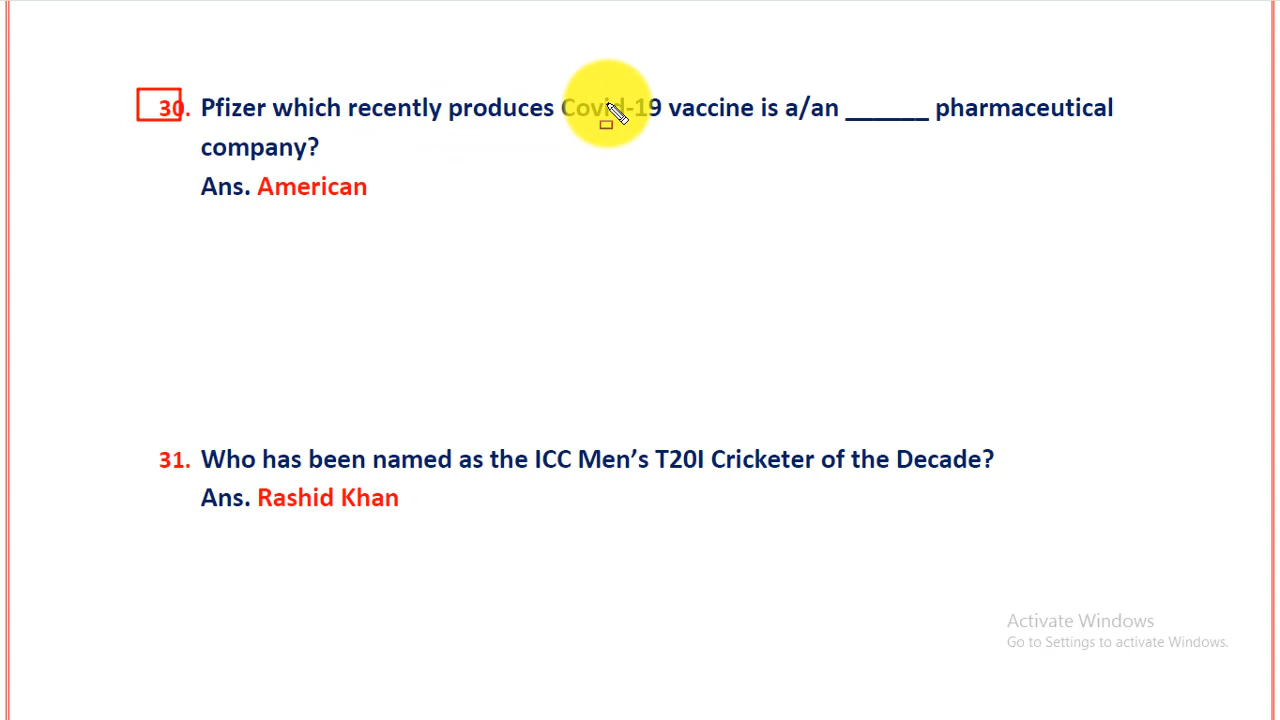 30. Pfizer which recently produces Covid-19 vaccine is a/an ______ pharmaceutical
company?
Ans. American
31. Who has been named as the ICC Men’s T20I Cricketer of the Decade?
Ans. Rashid Khan
Activate Windows
Go to Settings to activate Windows.